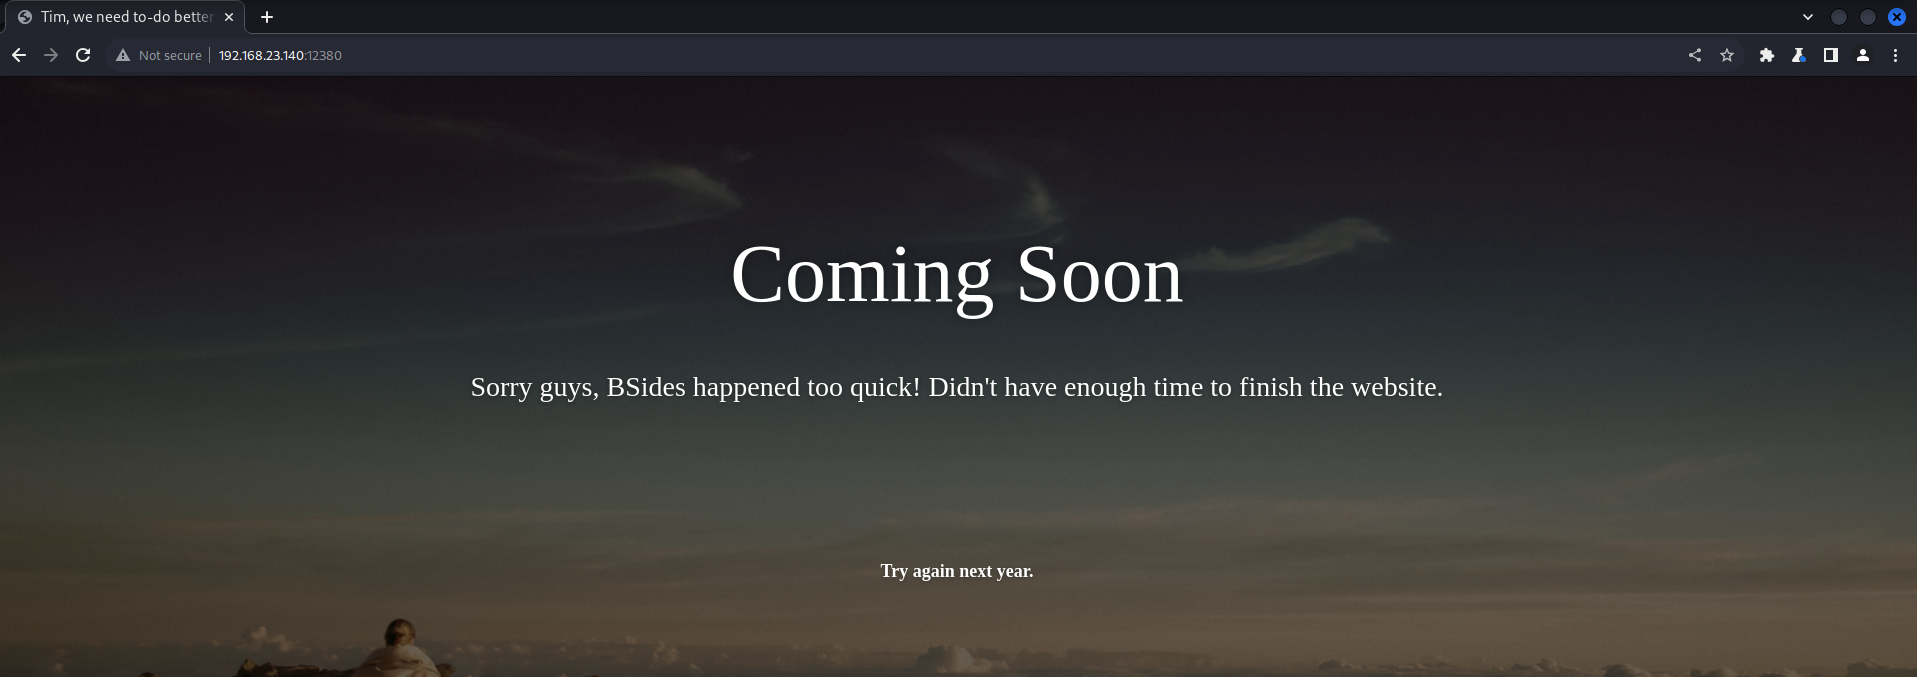 Tim, we need to-do better
Not secure
192.168.23.140:12380
Coming Soon
Sorry guys, BSides happened too quick! Didn't have enough time to finish the website.
Try again next year.